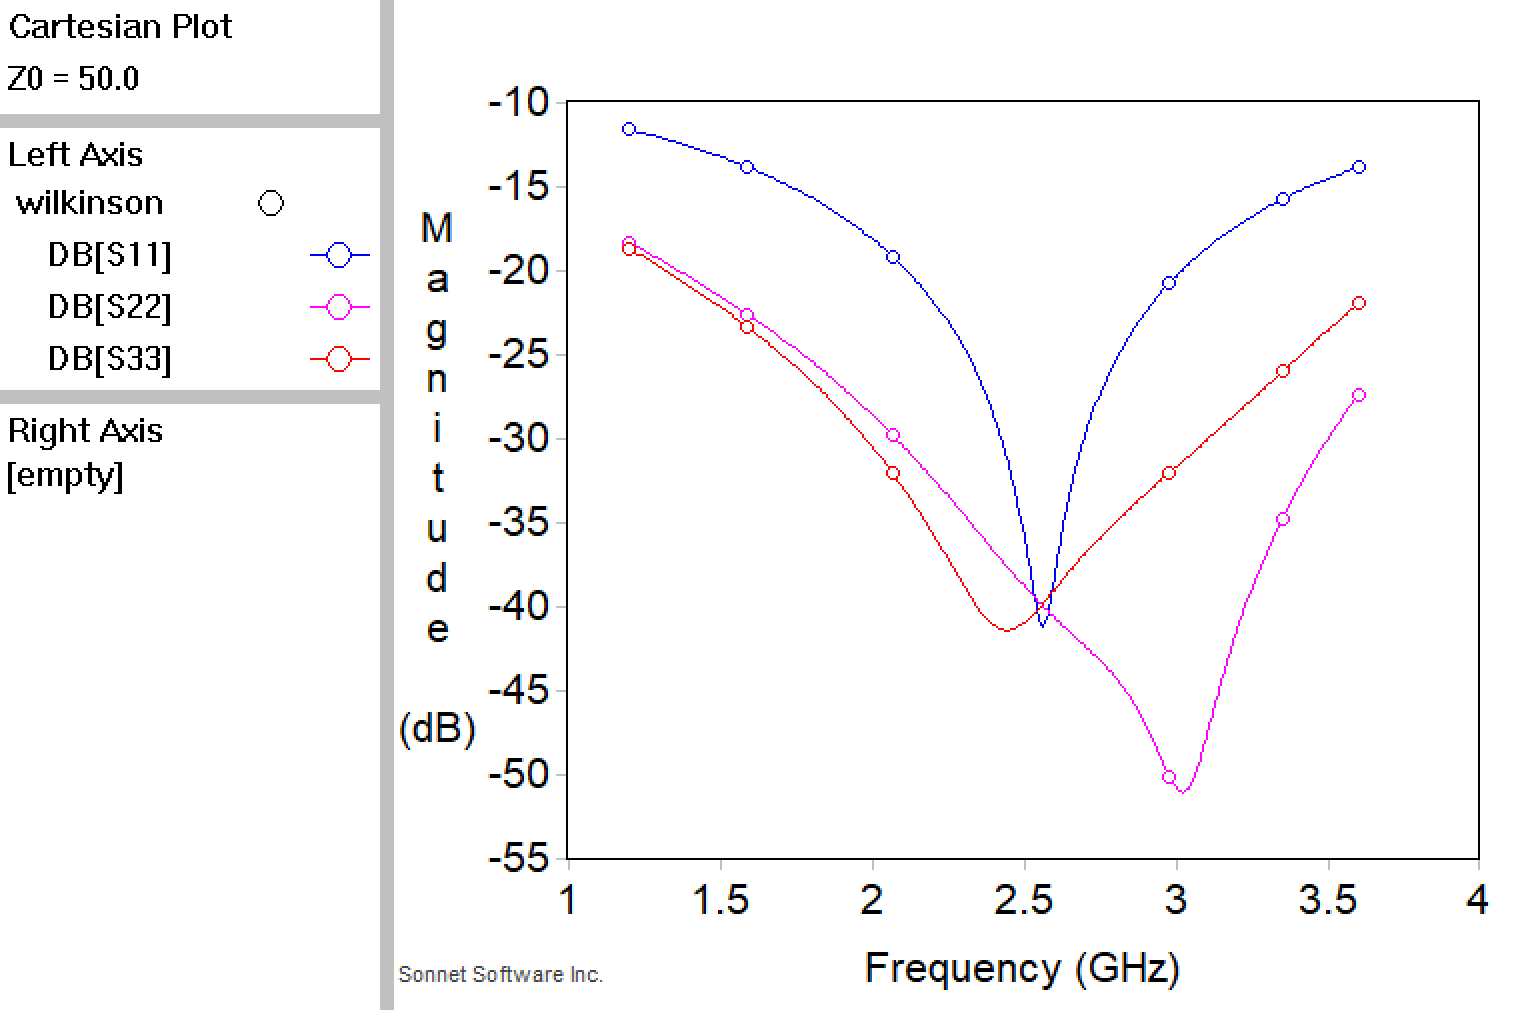 Cartesian Plot
Z0 = 50.0
Left Axis
wilkinson
DB[S11]
DB[S22]
DB[S33]
Right Axis
[empty]
Magnitude
(dB)
-10
-15
-20
-25
-30
-35
-40
-45
-50
-55
1 1.5 2 2.5 3 3.5 4
Frequency (GHz)
Sonnet Software Inc.